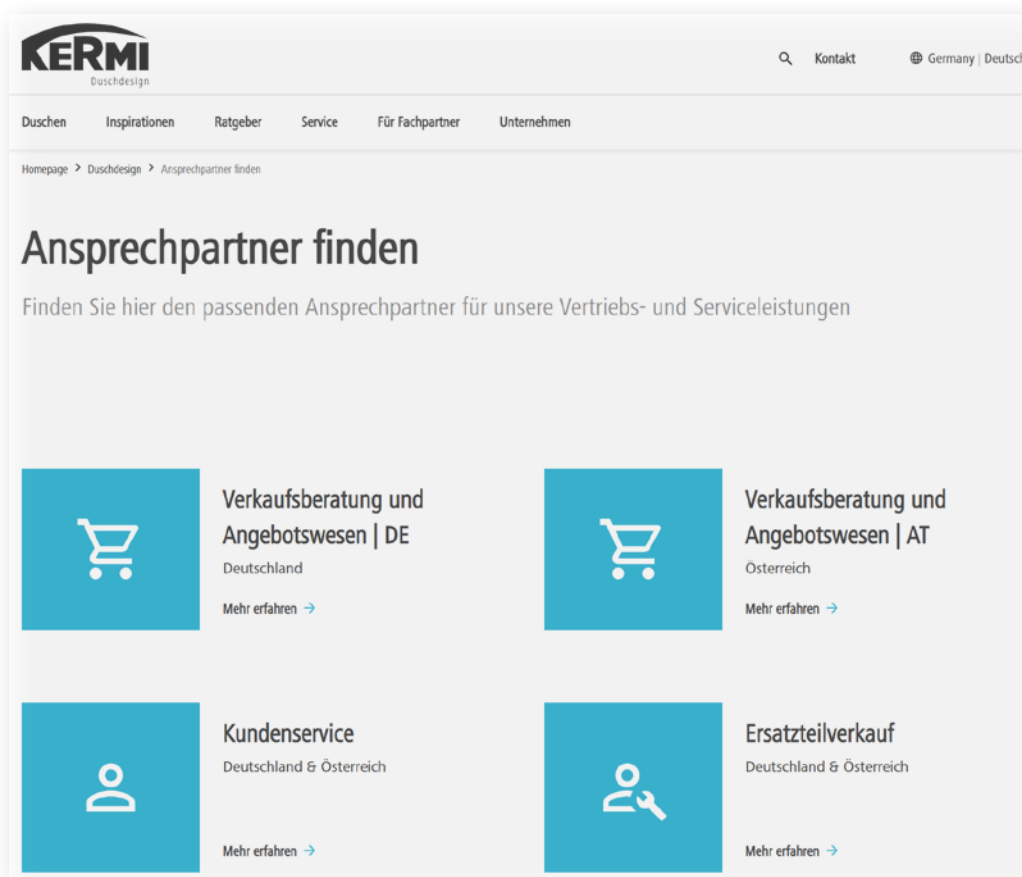 KERMI
Duschdesign
Kontakt
Germany | Deutsch
Duschen Inspirationen Ratgeber Service Für Fachpartner Unternehmen
Homepage > Duschdesign > Ansprechpartner finden
Ansprechpartner finden
Finden Sie hier den passenden Ansprechpartner für unsere Vertriebs- und Serviceleistungen
Verkaufsberatung und
Angebotswesen | DE
Deutschland
Mehr erfahren →
Verkaufsberatung und
Angebotswesen | AT
Österreich
Mehr erfahren →
Kundenservice
Deutschland & Österreich
Mehr erfahren →
Ersatzteilverkauf
Deutschland & Österreich
Mehr erfahren →